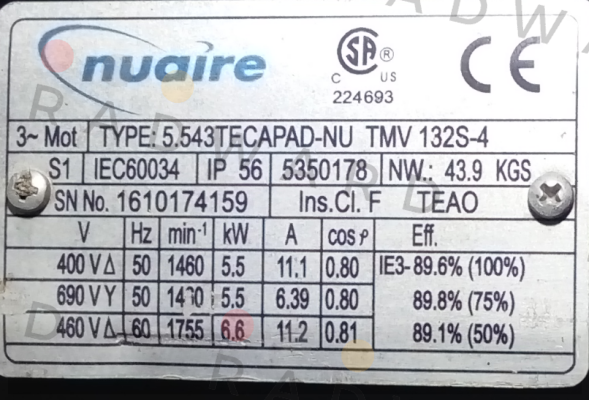 nuaire
CSA ®
C US
224693
CE
3~ Mot TYPE: 5.543TECAPAD-NU TMV 132S-4
S1 IEC60034 IP 56 5350178 NW.: 43.9 KGS
SN No. 1610174159 Ins.Cl. F TEAO
V Hz min-¹ kW A cos ρ Eff.
400 V Δ 50 1460 5.5 11.1 0.80 IE3- 89.6% (100%)
690 V Y 50 5.5 6.39 0.80 89.8% (75%)
460 V Δ 60 1755 6.6 11.2 0.81 89.1% (50%)